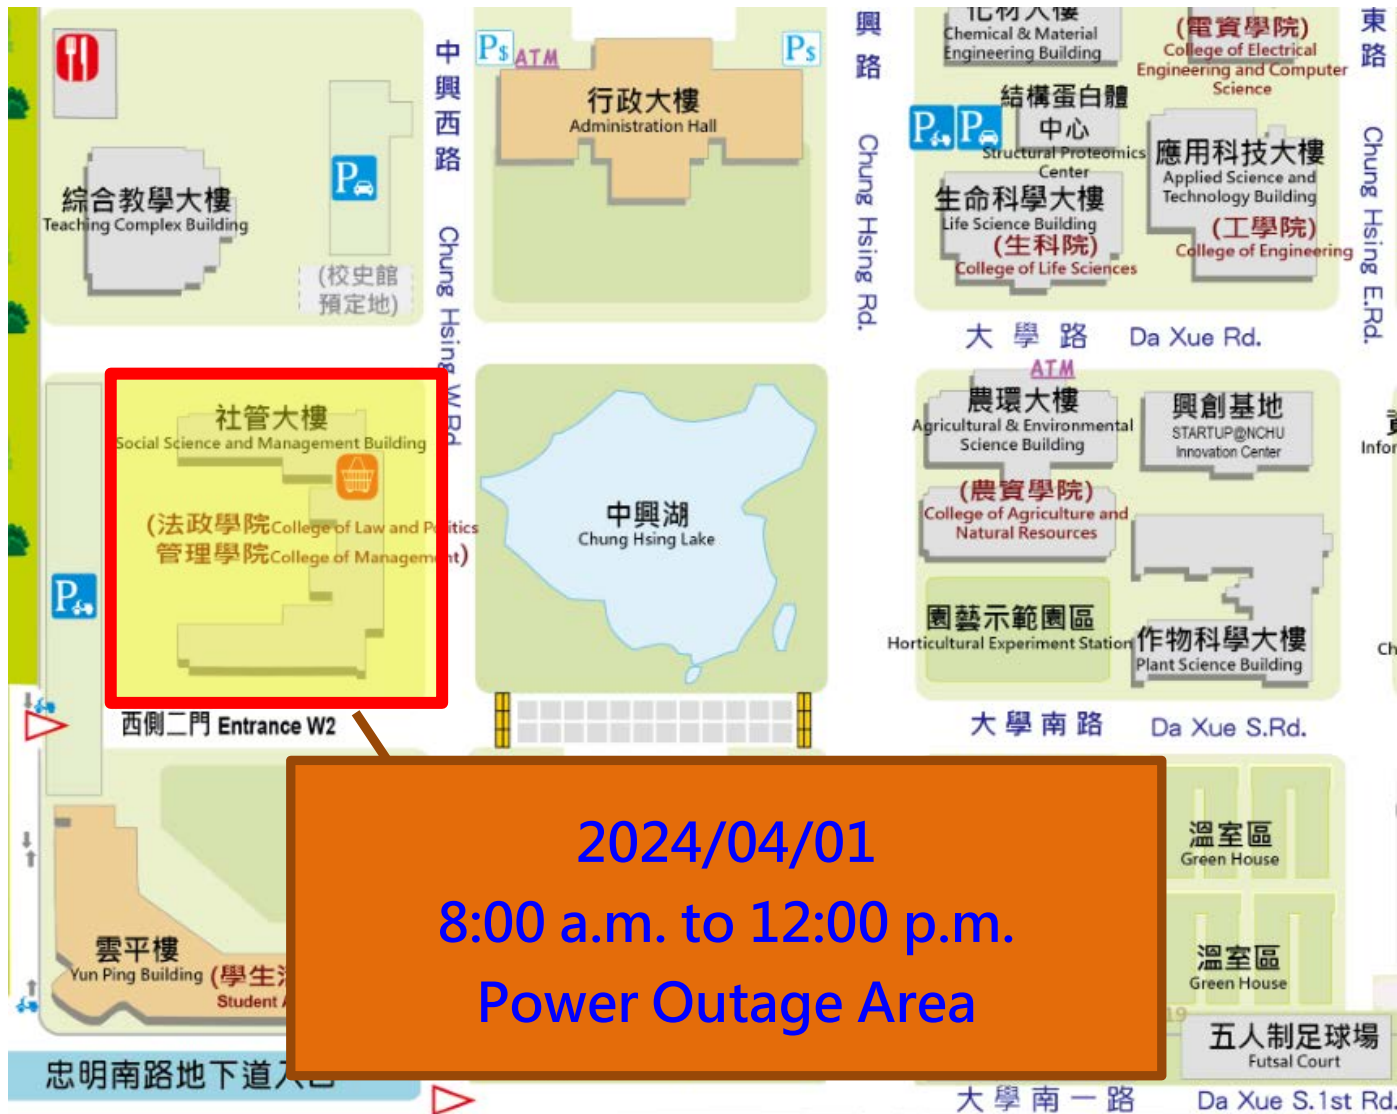 中興西路 Chung Hsing W.Rd.
P$
ATM
P$
行政大樓
Administration Hall
興路 Chung Hsing Rd.
化材大樓
Chemical & Material
Engineering Building
(電資學院)
College of Electrical
Engineering and Computer
Science
東路 Chung Hsing E.Rd.
結構蛋白體
中心
Structural Proteomics
Center
P
P
應用科技大樓
Applied Science and
Technology Building
(工學院)
College of Engineering
生命科學大樓
Life Science Building
(生科院)
College of Life Sciences
綜合教學大樓
Teaching Complex Building
P
(校史館
預定地)
大學路 Da Xue Rd.
ATM
社管大樓
Social Science and Management Building
(法政學院College of Law and Politics
管理學院College of Management)
P
中興湖
Chung Hsing Lake
農環大樓
Agricultural & Environmental
Science Building
(農資學院)
College of Agriculture and
Natural Resources
興創基地
STARTUP@NCHU
Innovation Center
Infor
園藝示範園區
Horticultural Experiment Station
作物科學大樓
Plant Science Building
Ch
西側二門 Entrance W2
大學南路 Da Xue S.Rd.
2024/04/01
8:00 a.m. to 12:00 p.m.
Power Outage Area
溫室區
Green House
溫室區
Green House
雲平樓
Yun Ping Building
(學生
Student
19
五人制足球場
Futsal Court
忠明南路地下道入口
大學南一路 Da Xue S.1st Rd.